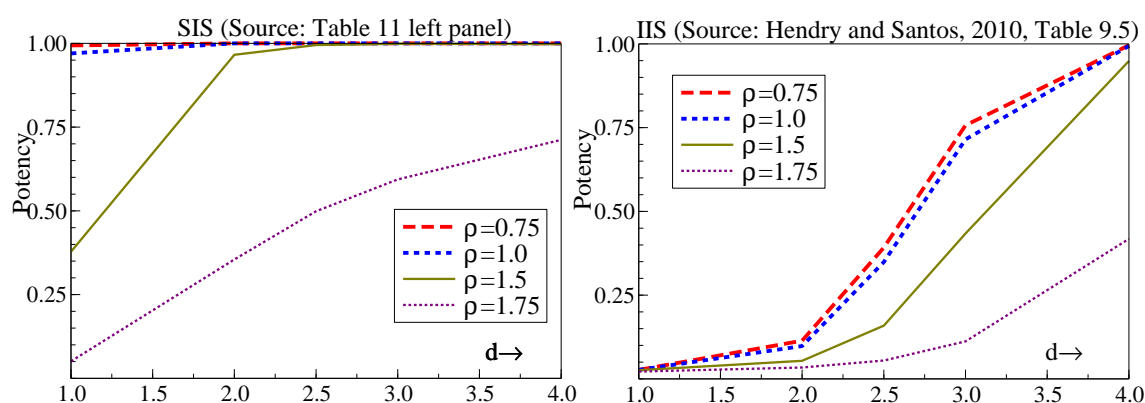 SIS (Source: Table 11 left panel)
1.00
0.75
0.50
0.25
Potency
ρ=0.75
ρ=1.0
ρ=1.5
ρ=1.75
d→
1.0 1.5 2.0 2.5 3.0 3.5 4.0
IIS (Source: Hendry and Santos, 2010, Table 9.5)
1.00
0.75
0.50
0.25
Potency
ρ=0.75
ρ=1.0
ρ=1.5
ρ=1.75
d→
1.0 1.5 2.0 2.5 3.0 3.5 4.0